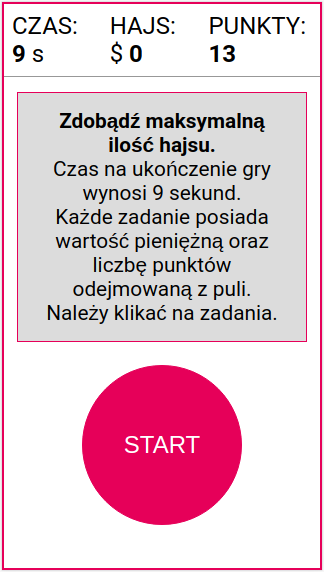 CZAS: HAJS: PUNKTY:
9 s $ 0 13
Zdobądź maksymalną
ilość hajsu.
Czas na ukończenie gry
wynosi 9 sekund.
Każde zadanie posiada
wartość pieniężną oraz
liczbę punktów
odejmowaną z puli.
Należy klikać na zadania.
START